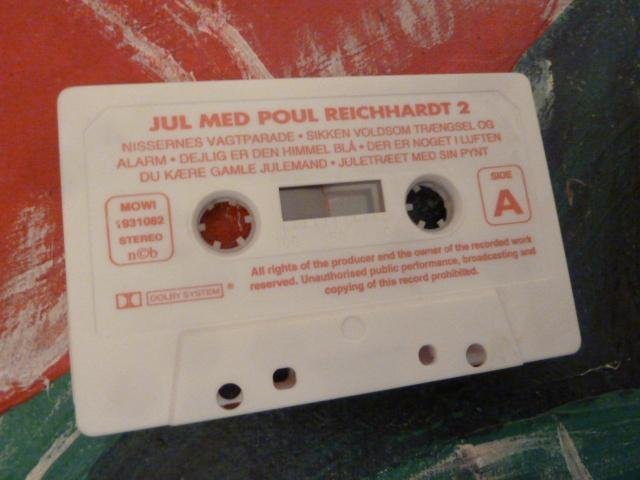 JUL MED POUL REICHHARDT 2
NISSERNES VAGTPARADE • SIKKEN VOLDSOM TRÆNGSEL OG
ALARM • DEJLIG ER DEN HIMMEL BLÅ • DER ER NOGET I LUFTEN
DU KÆRE GAMLE JULEMAND • JULETRÆET MED SIN PYNT
MOWI
1931082
STEREO
n©b
SIDE
A
All rights of the producer and the owner of the recorded work
reserved. Unauthorised public performance, broadcasting and
copying of this record prohibited.
DOLBY SYSTEM ®